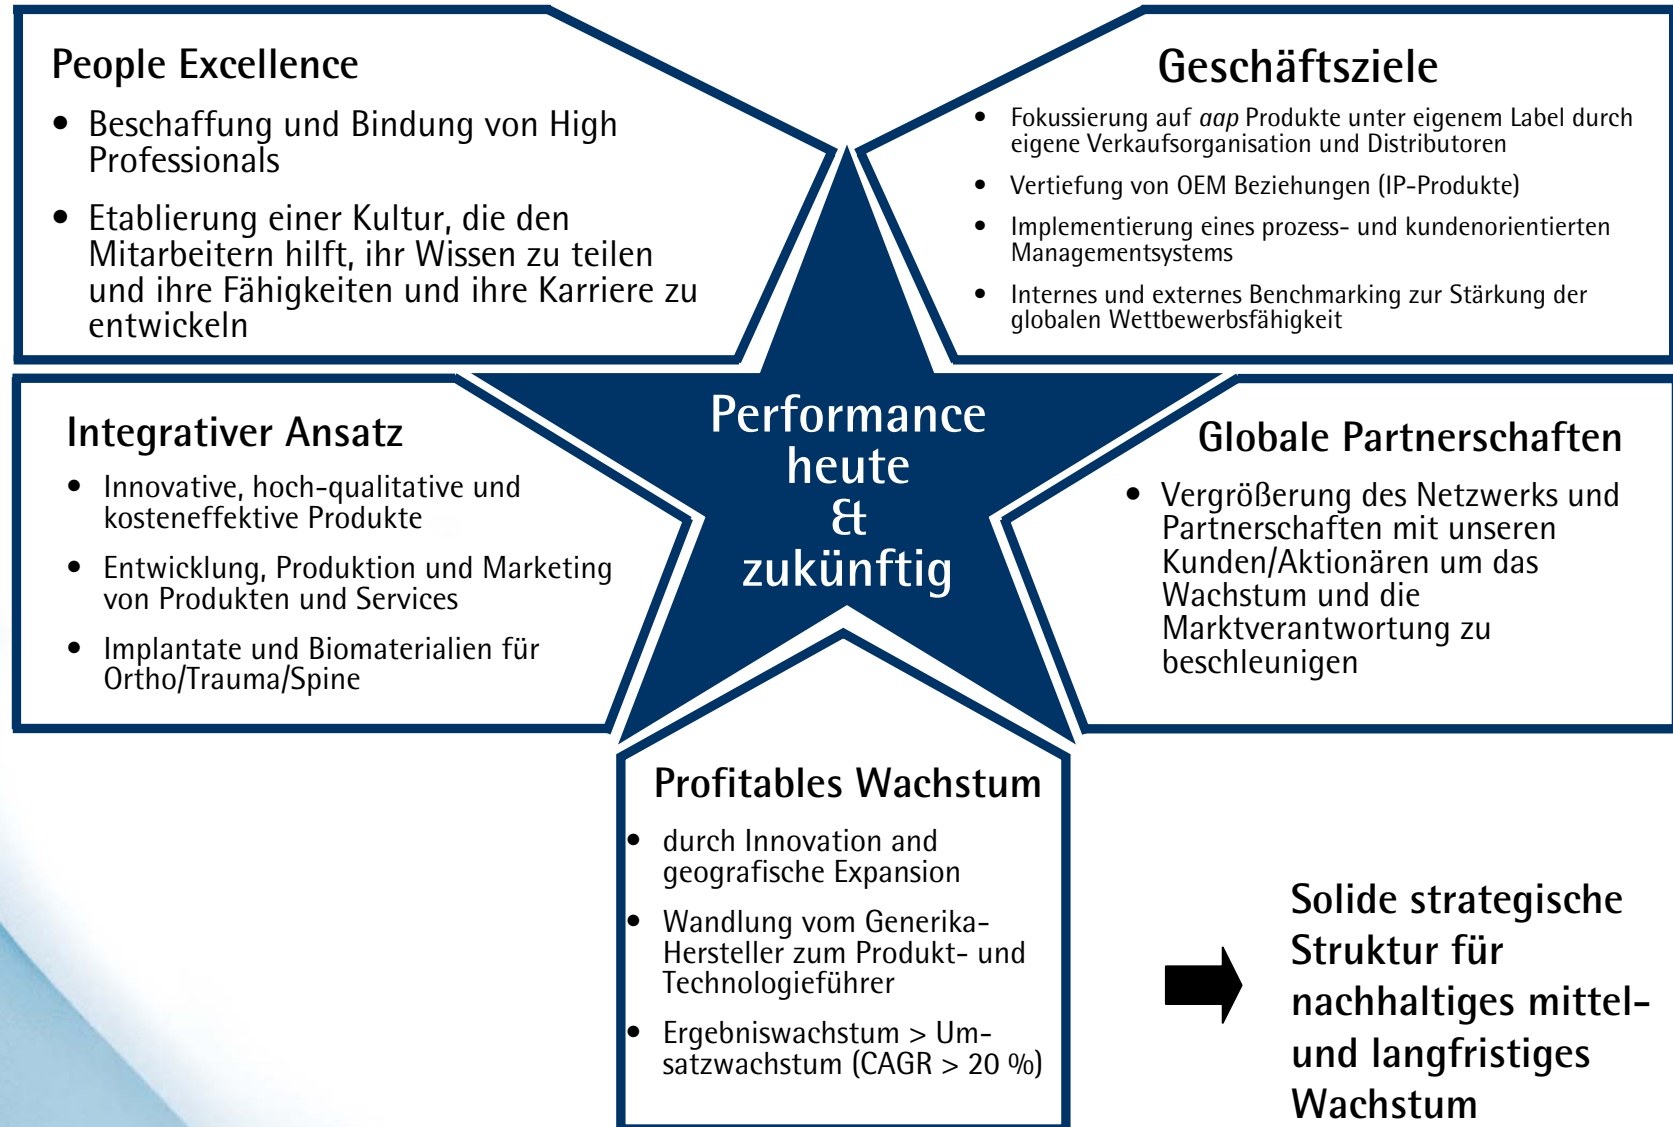 People Excellence
• Beschaffung und Bindung von High
Professionals
• Etablierung einer Kultur, die den
Mitarbeitern hilft, ihr Wissen zu teilen
und ihre Fähigkeiten und ihre Karriere zu
entwickeln
Geschäftsziele
• Fokussierung auf aap Produkte unter eigenem Label durch
eigene Verkaufsorganisation und Distributoren
• Vertiefung von OEM Beziehungen (IP-Produkte)
• Implementierung eines prozess- und kundenorientierten
Managementsystems
• Internes und externes Benchmarking zur Stärkung der
globalen Wettbewerbsfähigkeit
Integrativer Ansatz
• Innovative, hoch-qualitative und
kosteneffektive Produkte
• Entwicklung, Produktion und Marketing
von Produkten und Services
• Implantate und Biomaterialien für
Ortho/Trauma/Spine
Performance
heute
&
zukünftig
Globale Partnerschaften
• Vergrößerung des Netzwerks und
Partnerschaften mit unseren
Kunden/Aktionären um das
Wachstum und die
Marktverantwortung zu
beschleunigen
Profitables Wachstum
• durch Innovation and
geografische Expansion
• Wandlung vom Generika-
Hersteller zum Produkt- und
Technologieführer
• Ergebniswachstum > Um-
satzwachstum (CAGR > 20 %)
Solide strategische
Struktur für
nachhaltiges mittel-
und langfristiges
Wachstum